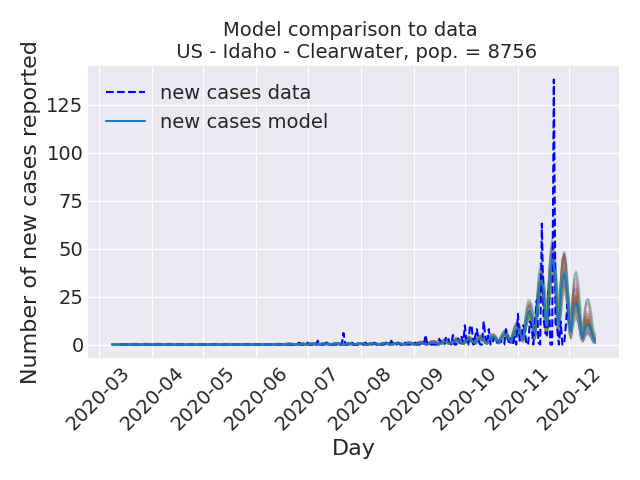 Model comparison to data
US - Idaho - Clearwater, pop. = 8756
Number of new cases reported
125
100
75
50
25
0
new cases data
new cases model
2020-03
2020-04
2020-05
2020-06
2020-07
2020-08
2020-09
2020-10
2020-11
2020-12
Day